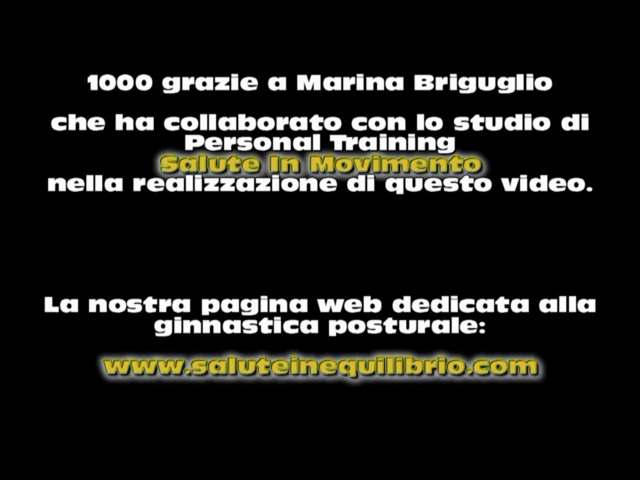 1000 grazie a Marina Briguglio
che ha collaborato con lo studio di
Personal Training
Salute In Movimento
nella realizzazione di questo video.
La nostra pagina web dedicata alla
ginnastica posturale:
www.saluteinequilibrio.com